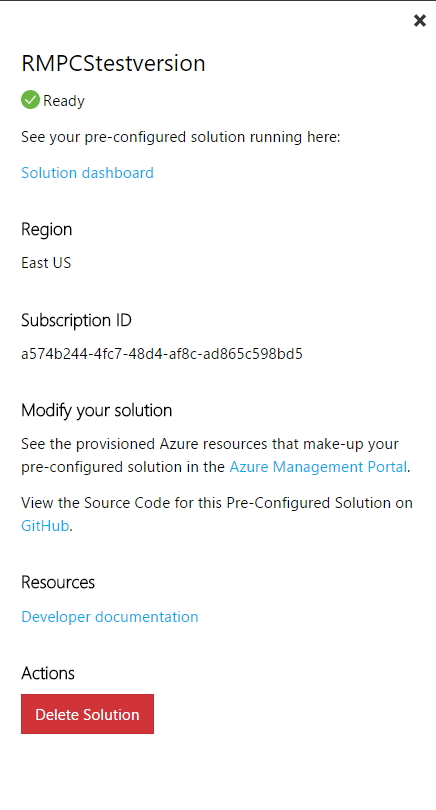 RMPCStestversion
Ready
See your pre-configured solution running here:
Solution dashboard
Region
East US
Subscription ID
a574b244-4fc7-48d4-af8c-ad865c598bd5
Modify your solution
See the provisioned Azure resources that make-up your
pre-configured solution in the Azure Management Portal.
View the Source Code for this Pre-Configured Solution on
GitHub.
Resources
Developer documentation
Actions
Delete Solution